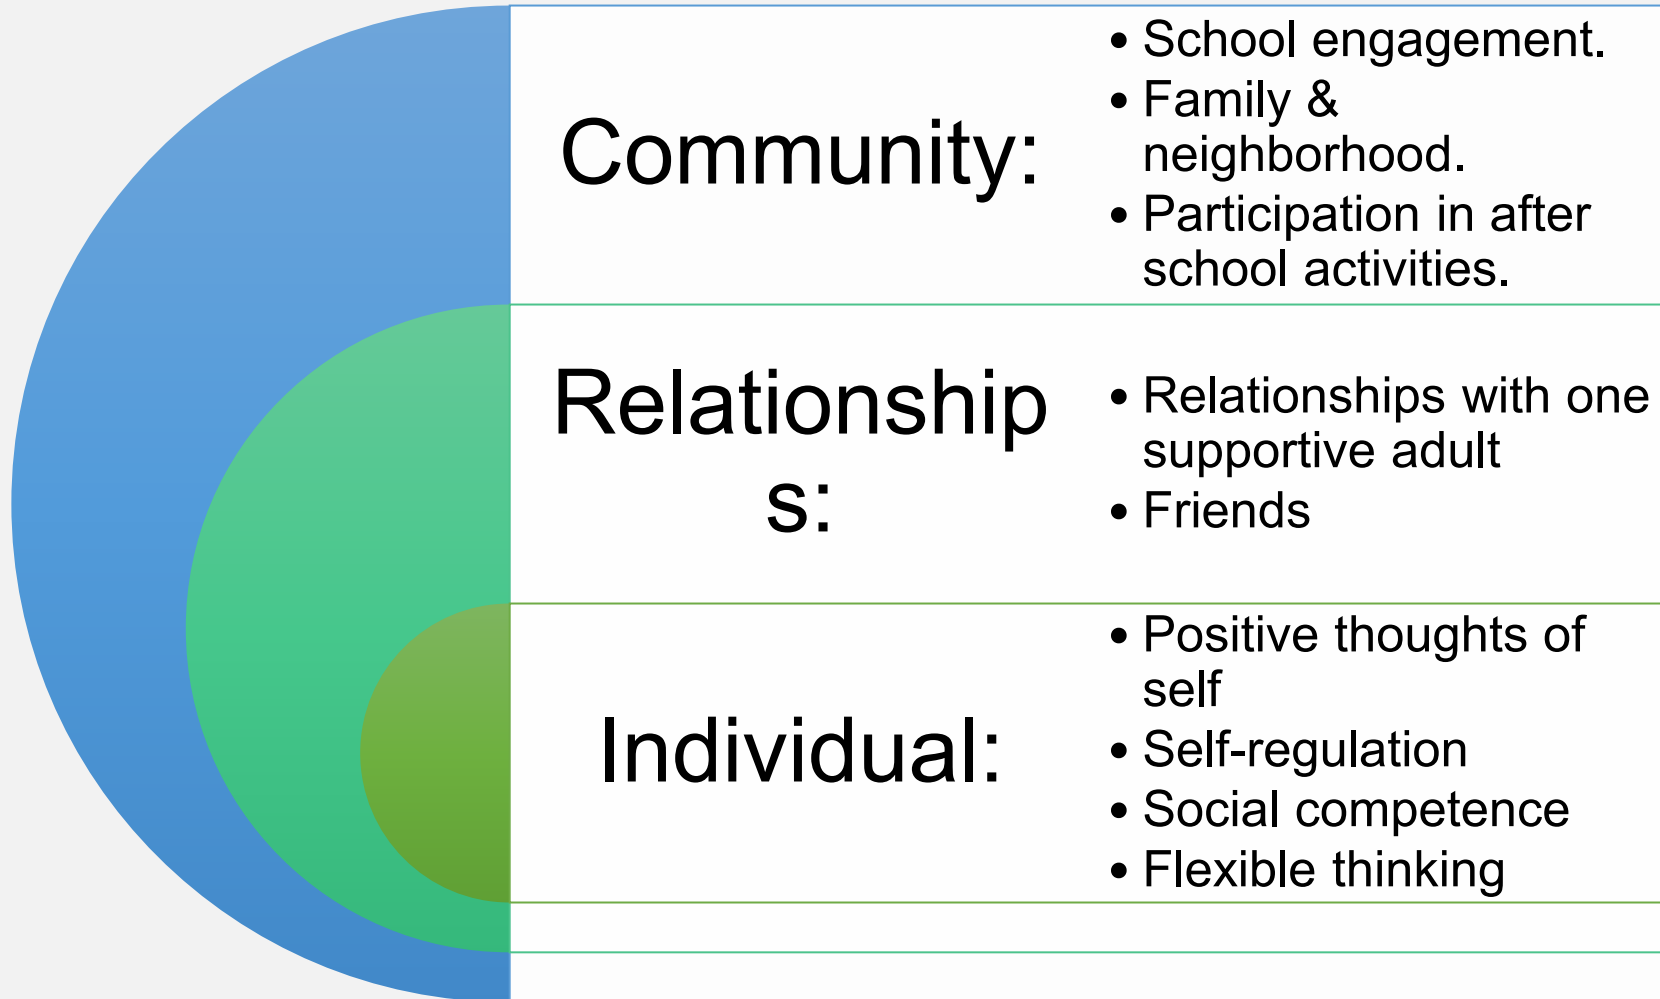 Community:
• School engagement.
• Family &
neighborhood.
• Participation in after
school activities.
Relationship
s:
• Relationships with one
supportive adult
• Friends
Individual:
• Positive thoughts of
self
• Self-regulation
• Social competence
• Flexible thinking